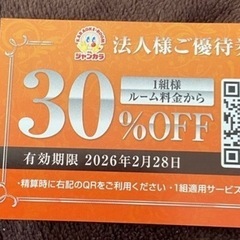 KARAOKE ROOM
ジャンカラ
法人様ご優待
1組様
ルーム料金から
30%OFF
有効期限 2026年2月28日
・精算時に右記のQRをご利用ください・1組適用サービス